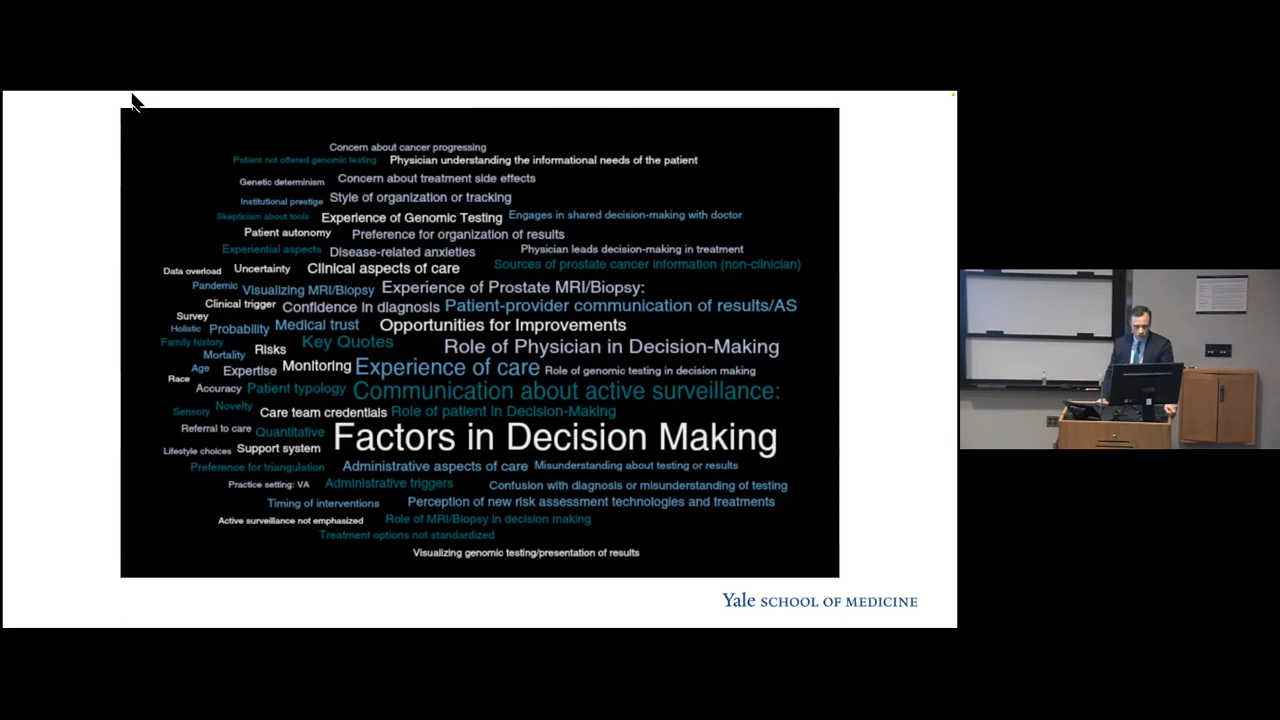 Concern about cancer progressing
Patient not offered genomic testing Physician understanding the informational needs of the patient
Genetic determinism Concern about treatment side effects
Institutional prestige Style of organization or tracking
Skepticism about tools Experience of Genomic Testing Engages in shared decision-making with doctor
Patient autonomy Preference for organization of results
Experiential aspects Disease-related anxieties Physician leads decision-making in treatment
Data overload Uncertainty Clinical aspects of care Sources of prostate cancer information (non-clinician)
Pandemic Visualizing MRI/Biopsy Experience of Prostate MRI/Biopsy:
Clinical trigger Confidence in diagnosis Patient-provider communication of results/AS
Survey
Holistic Probability Medical trust Opportunities for Improvements
Family history Risks Key Quotes Role of Physician in Decision-Making
Mortality
Age Expertise Monitoring Experience of care Role of genomic testing in decision making
Race
Accuracy Patient typology Communication about active surveillance:
Sensory Novelty Care team credentials Role of patient in Decision-Making
Referral to care Quantitative Factors in Decision Making
Lifestyle choices Support system
Preference for triangulation Administrative aspects of care Misunderstanding about testing or results
Practice setting: VA Administrative triggers Confusion with diagnosis or misunderstanding of testing
Timing of interventions Perception of new risk assessment technologies and treatments
Active surveillance not emphasized Role of MRI/Biopsy in decision making
Treatment options not standardized
Visualizing genomic testing/presentation of results
Yale SCHOOL OF MEDICINE